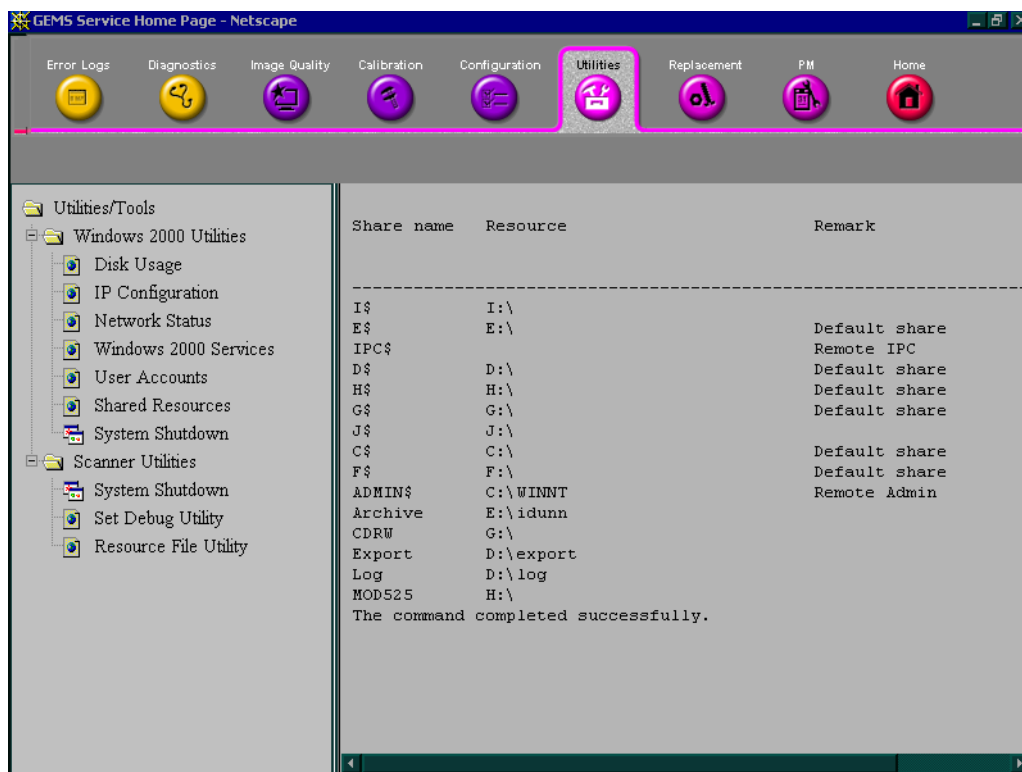 GEMS Service Home Page - Netscape
Error Logs Diagnostics Image Quality Calibration Configuration Utilities Replacement PM Home
Utilities/Tools
Windows 2000 Utilities
Disk Usage
IP Configuration
Network Status
Windows 2000 Services
User Accounts
Shared Resources
System Shutdown
Scanner Utilities
System Shutdown
Set Debug Utility
Resource File Utility
Share name Resource Remark
-------------------------------------------------------------------
I$ I:\
E$ E:\ Default share
IPC$ Remote IPC
D$ D:\ Default share
H$ H:\ Default share
G$ G:\ Default share
J$ J:\
C$ C:\ Default share
F$ F:\ Default share
ADMIN$ C:\WINNT Remote Admin
Archive E:\idunn
CDRW G:\
Export D:\export
Log D:\log
MOD525 H:\
The command completed successfully.